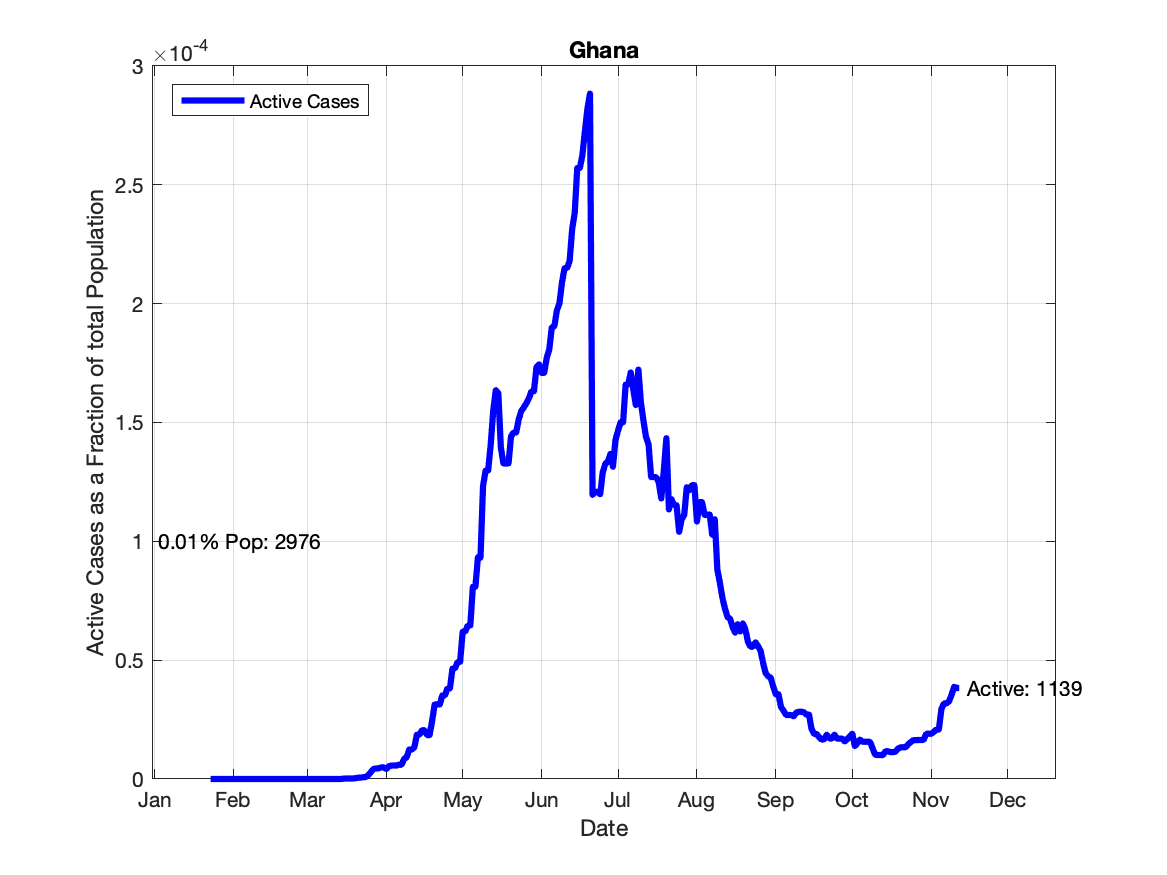 Ghana
×10⁻⁴
3
2.5
2
1.5
1
0.5
0
Active Cases as a Fraction of total Population
Active Cases
0.01% Pop: 2976
Active: 1139
Jan Feb Mar Apr May Jun Jul Aug Sep Oct Nov Dec
Date